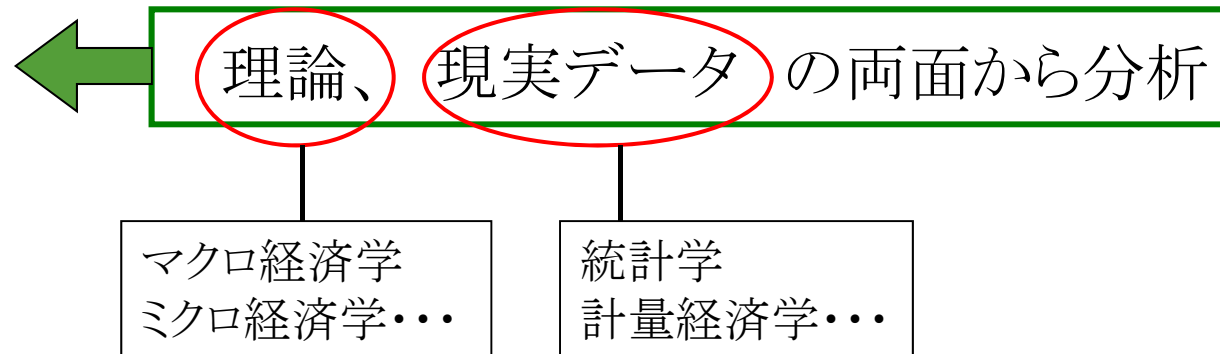 理論、現実データ の両面から分析
マクロ経済学
ミクロ経済学・・・
統計学
計量経済学・・・